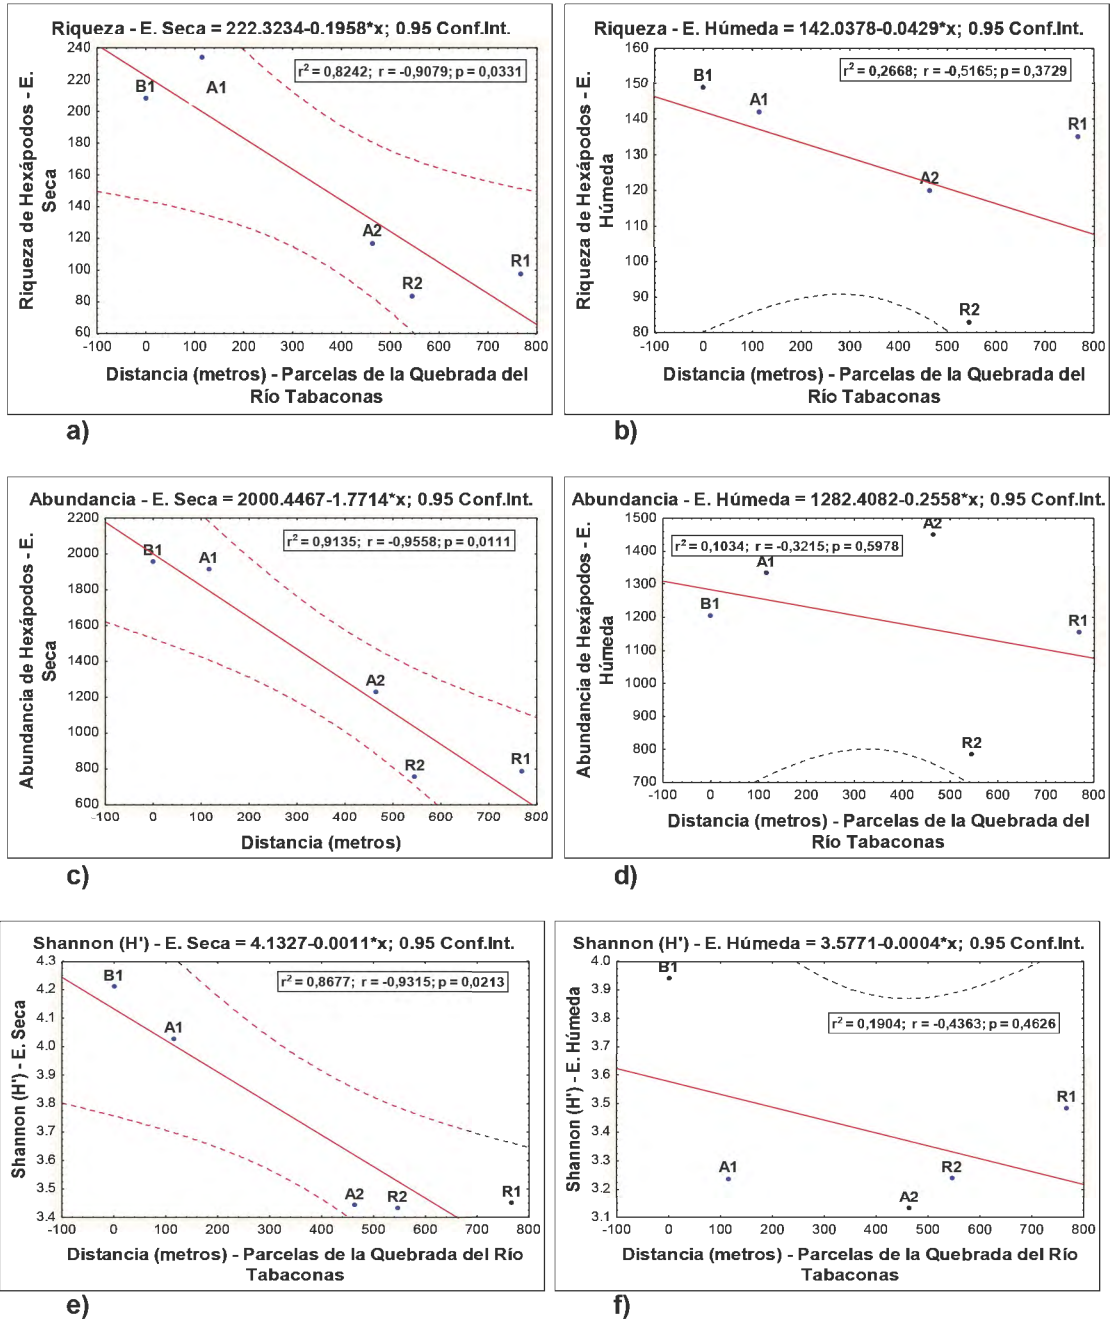 Riqueza - E. Seca = 222.3234-0.1958*x; 0.95 Conf.Int.
240
220
200
180
160
140
120
100
80
60
r² = 0,8242; r = -0,9079; p = 0,0331
B1
A1
A2
R2
R1
-100 0 100 200 300 400 500 600 700 800
Riqueza de Hexápodos - E.
Seca
Distancia (metros) - Parcelas de la Quebrada del
Río Tabaconas
a)
Riqueza - E. Húmeda = 142.0378-0.0429*x; 0.95 Conf.Int.
160
150
140
130
120
110
100
90
80
r² = 0,2668; r = -0,5165; p = 0,3729
B1
A1
R1
A2
R2
-100 0 100 200 300 400 500 600 700 800
Riqueza de Hexápodos - E.
Húmeda
Distancia (metros) - Parcelas de la Quebrada del
Río Tabaconas
b)
Abundancia - E. Seca = 2000.4467-1.7714*x; 0.95 Conf.Int.
2200
2000
1800
1600
1400
1200
1000
800
600
r² = 0,9135; r = -0,9558; p = 0,0111
B1
A1
A2
R2
R1
-100 0 100 200 300 400 500 600 700 800
Abundancia de Hexápodos - E.
Seca
Distancia (metros)
c)
Abundancia - E. Húmeda = 1282.4082-0.2558*x; 0.95 Conf.Int.
1500
1400
1300
1200
1100
1000
900
800
700
A2
r² = 0,1034; r = -0,3215; p = 0,5978
A1
B1
R1
R2
-100 0 100 200 300 400 500 600 700 800
Abundancia de Hexápodos - E.
Húmeda
Distancia (metros) - Parcelas de la Quebrada del
Río Tabaconas
d)
Shannon (H') - E. Seca = 4.1327-0.0011*x; 0.95 Conf.Int.
4.3
4.2
4.1
4.0
3.9
3.8
3.7
3.6
3.5
3.4
r² = 0,8677; r = -0,9315; p = 0,0213
B1
A1
A2
R2
R1
-100 0 100 200 300 400 500 600 700 800
Shannon (H') - E. Seca
Distancia (metros) - Parcelas de la Quebrada del Río
Tabaconas
e)
Shannon (H') - E. Húmeda = 3.5771-0.0004*x; 0.95 Conf.Int.
4.0
3.9
3.8
3.7
3.6
3.5
3.4
3.3
3.2
3.1
B1
r² = 0,1904; r = -0,4363; p = 0,4626
R1
A1
R2
A2
-100 0 100 200 300 400 500 600 700 800
Shannon (H') - E. Húmeda
Distancia (metros) - Parcelas de la Quebrada del Río
Tabaconas
f)